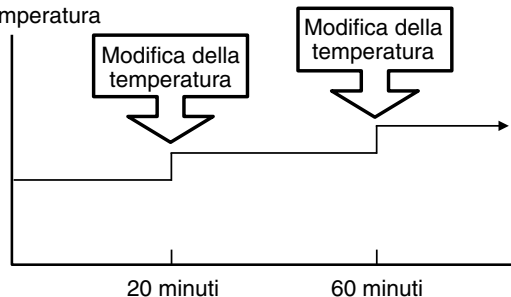 mperatura
Modifica della
temperatura
Modifica della
temperatura
20 minuti
60 minuti